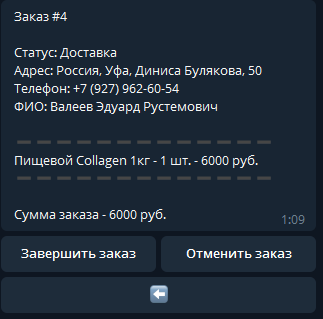 Заказ #4
Статус: Доставка
Адрес: Россия, Уфа, Диниса Булякова, 50
Телефон: +7 (927) 962-60-54
ФИО: Валеев Эдуард Рустемович
— — — — — — — — — — — — —
Пищевой Collagen 1кг - 1 шт. - 6000 руб.
— — — — — — — — — — — — —
Сумма заказа - 6000 руб.
1:09
Завершить заказ
Отменить заказ